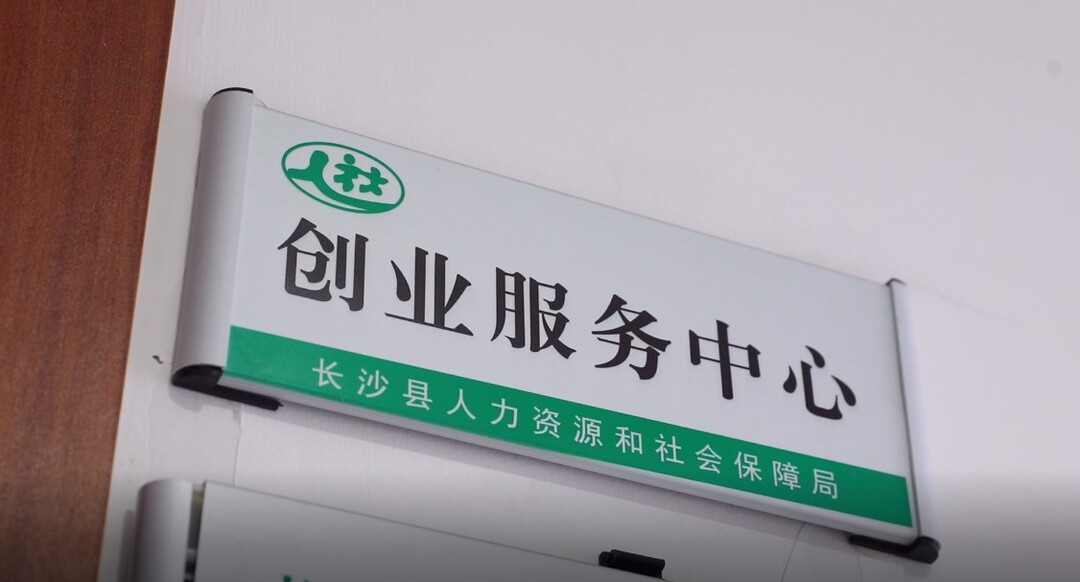 人社
创业服务中心
长沙县人力资源和社会保障局